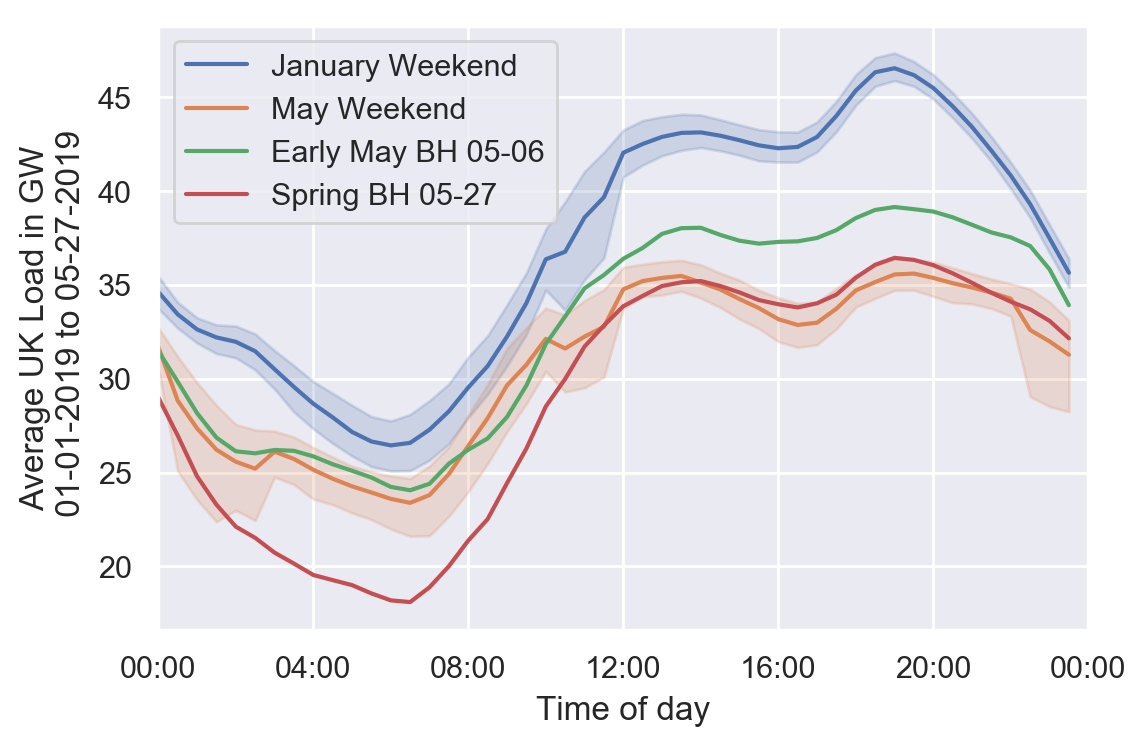 January Weekend
May Weekend
Early May BH 05-06
Spring BH 05-27
Average UK Load in GW
01-01-2019 to 05-27-2019
45
40
35
30
25
20
00:00 04:00 08:00 12:00 16:00 20:00 00:00
Time of day